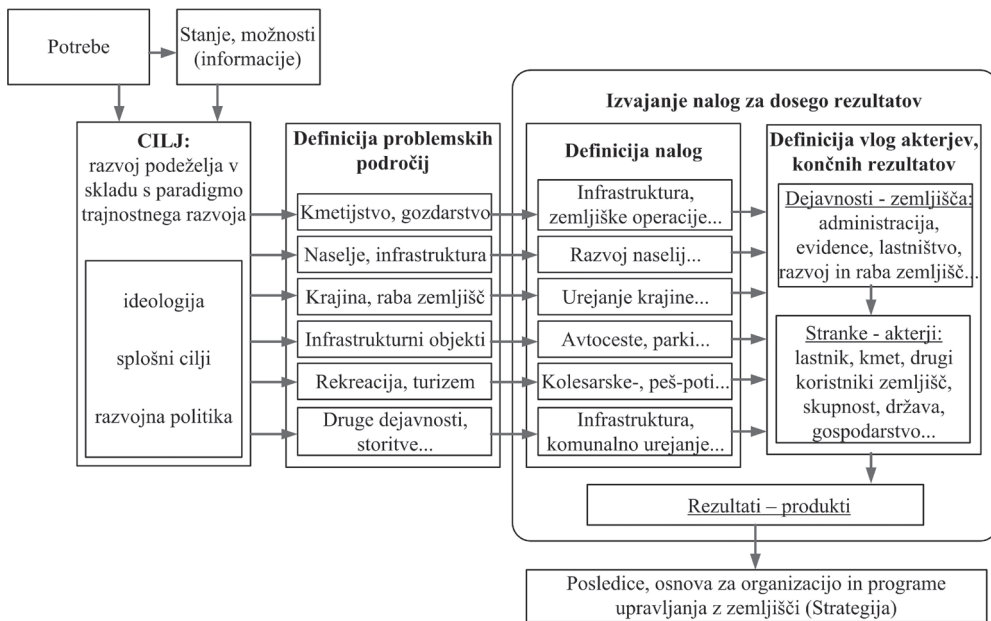 Potrebe
Stanje, možnosti
(informacije)
CILJ:
razvoj podeželja v
skladu s paradigmo
trajnostnega razvoja
ideologija
splošni cilji
razvojna politika
Definicija problemskih
področij
Kmetijstvo, gozdarstvo
Naselje, infrastruktura
Krajina, raba zemljišč
Infrastrukturni objekti
Rekreacija, turizem
Druge dejavnosti,
storitve...
Izvajanje nalog za dosego rezultatov
Definicija nalog
Infrastruktura,
zemljiške operacije...
Razvoj naselij...
Urejanje krajine...
Avtoceste, parki...
Kolesarske-, peš-poti...
Infrastruktura,
komunalno urejanje...
Definicija vlog akterjev,
končnih rezultatov
Dejavnosti - zemljišča:
administracija,
evidence, lastništvo,
razvoj in raba zemljišč...
Stranke - akterji:
lastnik, kmet, drugi
koristniki zemljišč,
skupnost, država,
gospodarstvo...
Rezultati – produkti
Posledice, osnova za organizacijo in programe
upravljanja z zemljišči (Strategija)